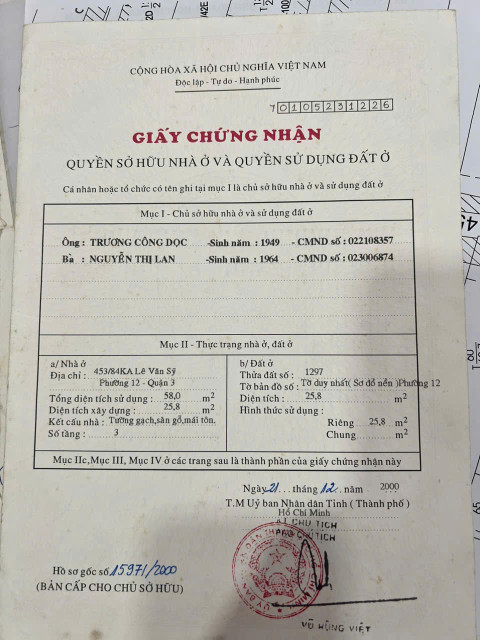 CỘNG HÒA XÃ HỘI CHỦ NGHĨA VIỆT NAM
Độc lập - Tự do - Hạnh phúc
7 0 1 0 5 2 3 1 2 2 6
GIẤY CHỨNG NHẬN
QUYỀN SỞ HỮU NHÀ Ở VÀ QUYỀN SỬ DỤNG ĐẤT Ở
Cá nhân hoặc tổ chức có tên ghi tại mục I là chủ sở hữu nhà ở và sử dụng đất ở
Mục I - Chủ sở hữu nhà ở và sử dụng đất ở
Ông : TRƯƠNG CÔNG DỌC -Sinh năm : 1949 - CMND số : 022108357
Bà : NGUYỄN THỊ LAN -Sinh năm : 1964 - CMND số : 023006874
Mục II - Thực trạng nhà ở, đất ở
a/ Nhà ở
Địa chỉ : 453/84KA Lê Văn Sỹ
Phường 12 - Quận 3
Tổng diện tích sử dụng : 58,0 m2
Diện tích xây dựng : 25,8 m2
Kết cấu nhà : Tường gạch,sàn gỗ,mái tôn.
Số tầng : 3
b/ Đất ở
Thửa đất số : 1297
Tờ bản đồ số : Tờ duy nhất( Sơ đồ nền )Phường 12
Diện tích : 25,8 m2
Hình thức sử dụng :
Riêng 25,8 m2
Chung m2
Mục IIc, Mục III, Mục IV ở các trang sau là thành phần của giấy chứng nhận này
Ngày 21 tháng 12 năm 2000
T.M Uỷ ban Nhân dân Tỉnh ( Thành phố )
Hồ Chí Minh
KT CHỦ TỊCH
PHÓ CHỦ TỊCH
Hồ sơ gốc số 15971/2000
(BẢN CẤP CHO CHỦ SỞ HỮU)
VŨ HÙNG VIỆT